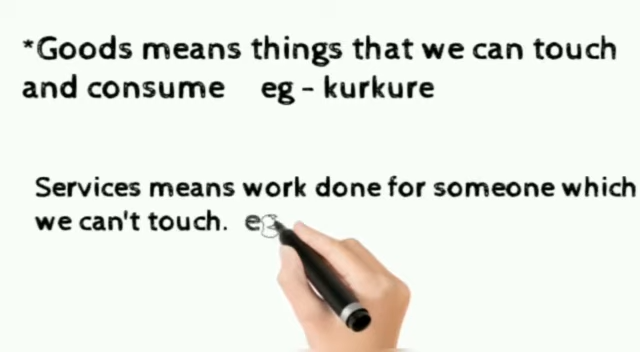 *Goods means things that we can touch
and consume eg - kurkure
Services means work done for someone which
we can't touch. eg